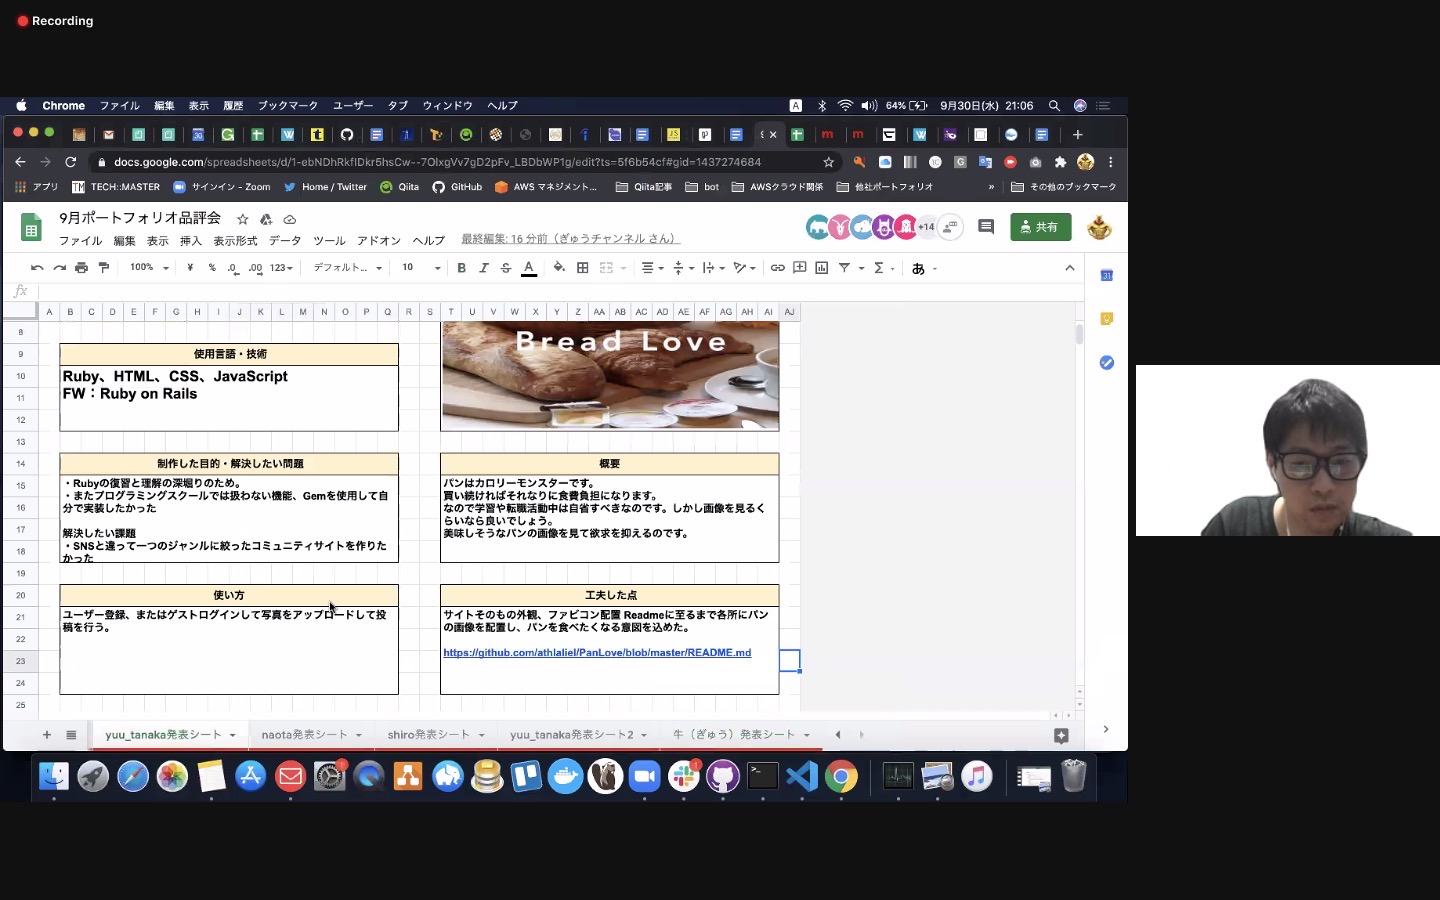 Recording
Chrome ファイル 編集 表示 履歴 ブックマーク ユーザー タブ ウィンドウ ヘルプ
A 64% 9月30日(水) 21:06
docs.google.com/spreadsheets/d/1-ebNDhRkfIDkr5hsCw--7OlxgVv7gD2pFv_LBDbWP1g/edit?ts=5f6b54cf#gid=1437274684
アプリ TECH::MASTER サインイン - Zoom Home / Twitter Qiita GitHub AWS マネジメント... Qiita記事 bot AWSクラウド関係 他社ポートフォリオ » その他のブックマーク
9月ポートフォリオ品評会
+14
共有
ファイル 編集 表示 挿入 表示形式 データ ツール アドオン ヘルプ 最終編集: 16 分前（ぎゅうチャンネル さん）
100% ¥ % .0 .00 123 デフォルト... 10 B I S A Σ あ
fx
A B C D E F G H I J K L M N O P Q R S T U V W X Y Z AA AB AC AD AE AF AG AH AI AJ
8
9
10
11
12
13
14
15
16
17
18
19
20
21
22
23
24
25
使用言語・技術
Ruby、HTML、CSS、JavaScript
FW：Ruby on Rails
Bread Love
制作した目的・解決したい問題
・Rubyの復習と理解の深堀りのため。
・またプログラミングスクールでは扱わない機能、Gemを使用して自
分で実装したかった
解決したい課題
・SNSと違って一つのジャンルに絞ったコミュニティサイトを作りた
かった
概要
パンはカロリーモンスターです。
買い続ければそれなりに食費負担になります。
なので学習や転職活動中は自省すべきなのです。しかし画像を見るく
らいなら良いでしょう。
美味しそうなパンの画像を見て欲求を抑えるのです。
使い方
ユーザー登録、またはゲストログインして写真をアップロードして投
稿を行う。
工夫した点
サイトそのもの外観、ファビコン配置 Readmeに至るまで各所にパン
の画像を配置し、パンを食べたくなる意図を込めた。
https://github.com/athlaliel/PanLove/blob/master/README.md
yuu_tanaka発表シート naota発表シート shiro発表シート yuu_tanaka発表シート2 牛（ぎゅう）発表シート